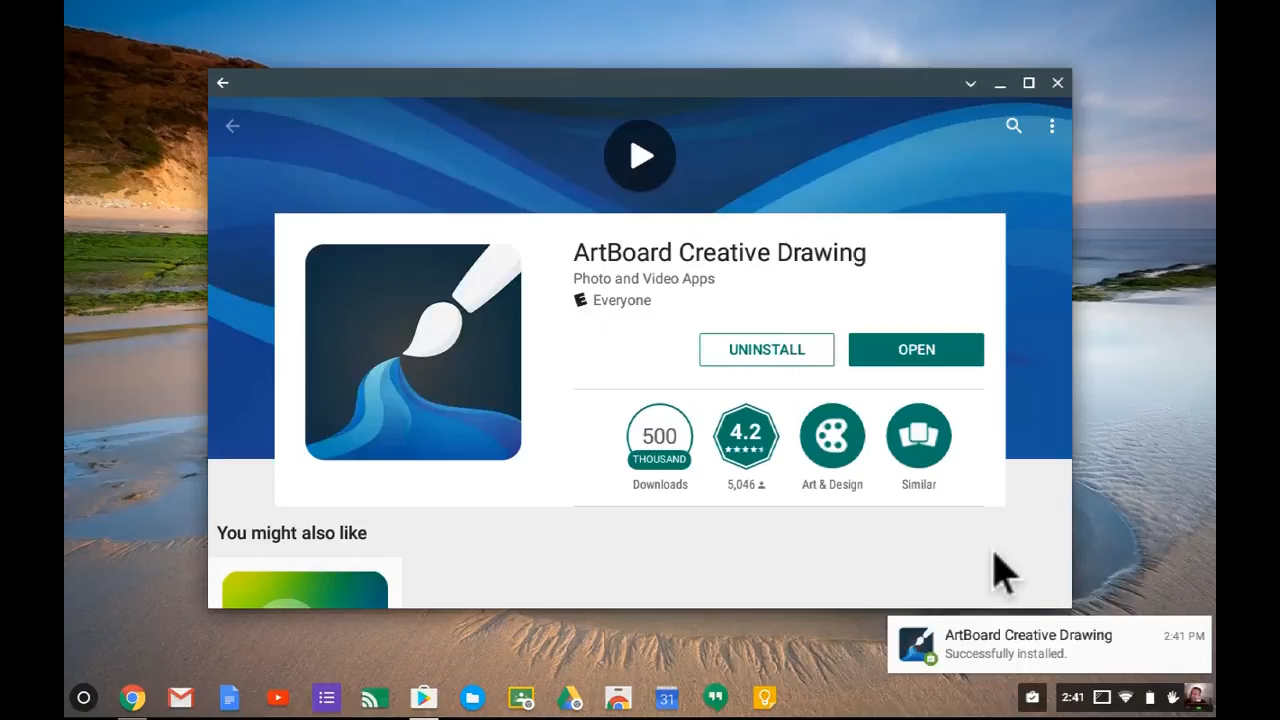 ArtBoard Creative Drawing
Photo and Video Apps
E Everyone
UNINSTALL
OPEN
500
THOUSAND
Downloads
4.2
5,046
Art & Design
Similar
You might also like
ArtBoard Creative Drawing
2:41 PM
Successfully installed.
31
2:41